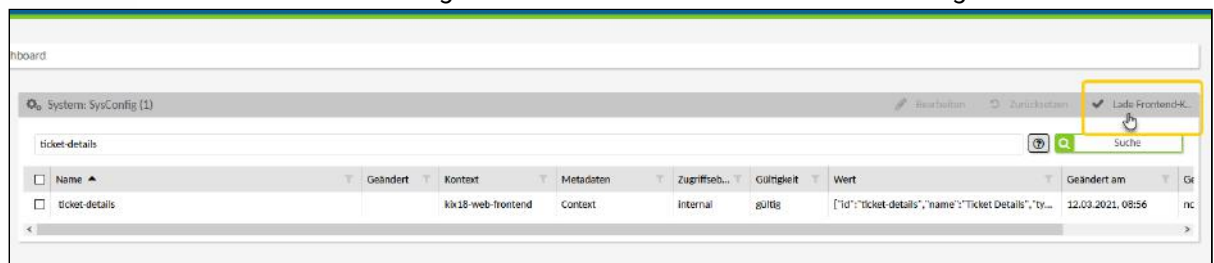 hboard
System: SysConfig (1) Bearbeiten Zurücksetzen Lade Frontend-K...
ticket-details Suche
Name Geändert Kontext Metadaten Zugriffseb... Gültigkeit Wert Geändert am Ge
ticket-details kix18-web-frontend Context internal gültig ["id":"ticket-details","name":"Ticket Details","ty... 12.03.2021, 08:56 no